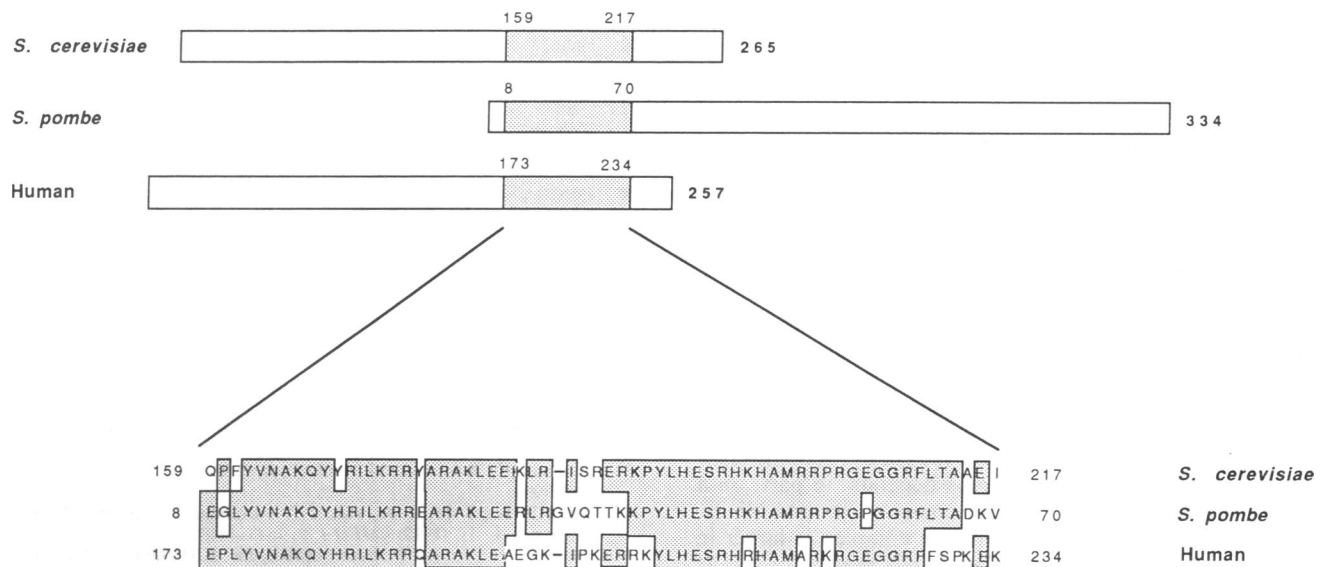 159 217
S. cerevisiae 265
8 70
S. pombe 334
173 234
Human 257
159 QPFYVNAKQYYRILKRRYARAKLEEKLR–ISRERKPYLHESRHKHAMRRPRGEGGRFLTAAEI 217 S. cerevisiae
8 EGLYVNAKQYHRILKRREARAKLEERLRGVQTTKKPYLHESRHKHAMRRPRGPGGRFLTADKV 70 S. pombe
173 EPLYVNAKQYHRILKRRQARAKLEAEGK–IPKERRKYLHESRHRHAMARKRGEGGRFFSPKEK 234 Human